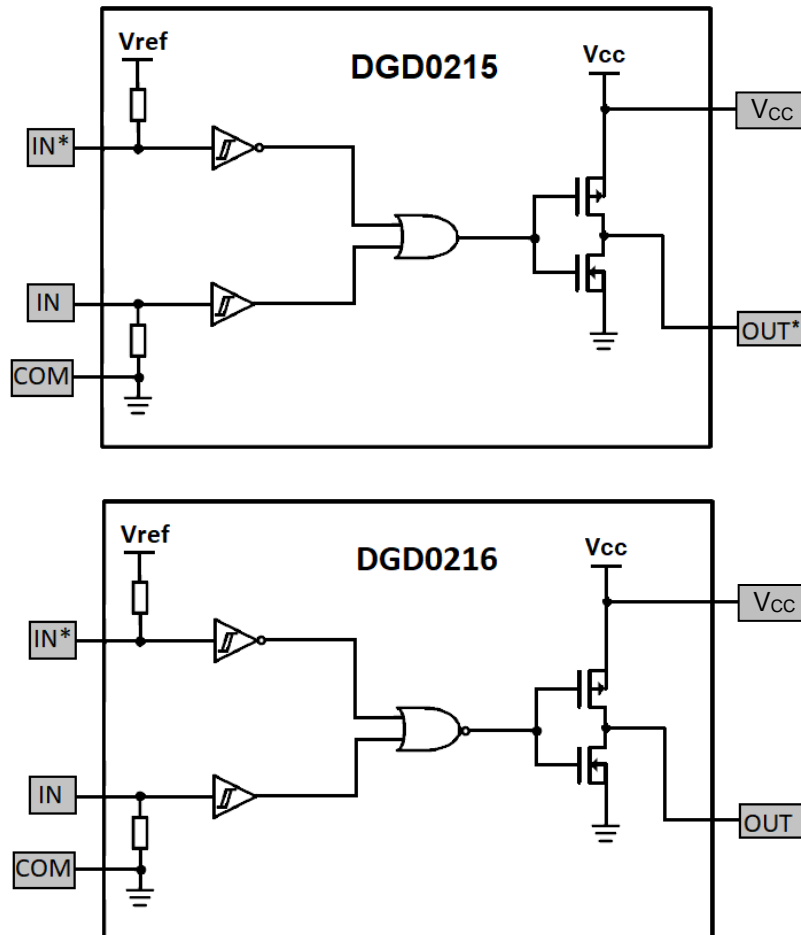 Vref
DGD0215
Vcc
VCC
IN*
IN
OUT*
COM
Vref
DGD0216
Vcc
VCC
IN*
IN
OUT
COM